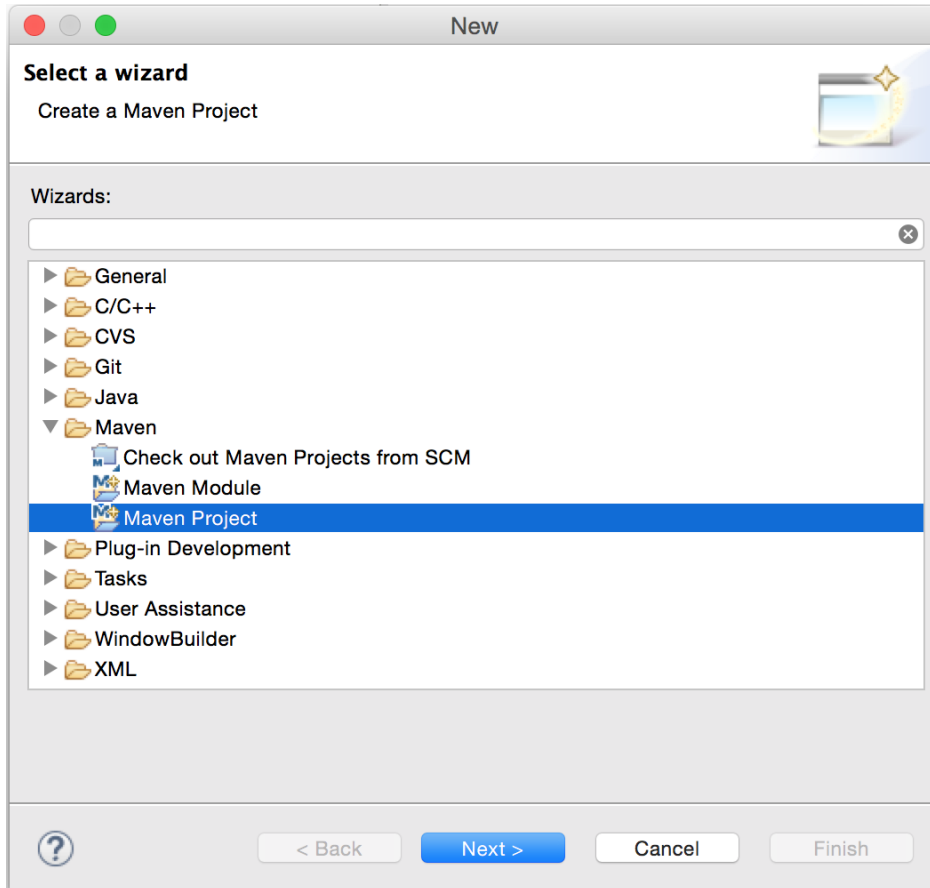 New
Select a wizard
Create a Maven Project
Wizards:
General
C/C++
CVS
Git
Java
Maven
Check out Maven Projects from SCM
Maven Module
Maven Project
Plug-in Development
Tasks
User Assistance
WindowBuilder
XML
? < Back Next > Cancel Finish